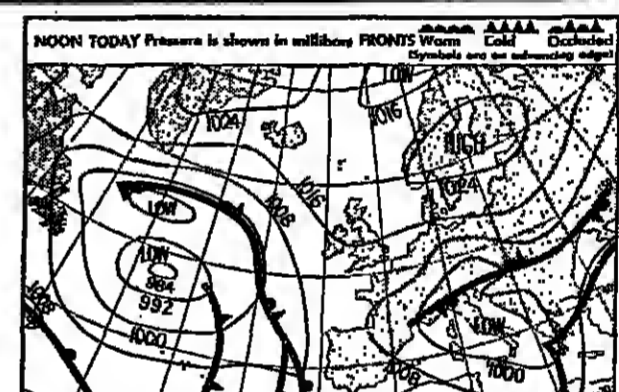 NOON TODAY Pressure is shown in millibars FRONTS Warm Cold Occluded
(Symbols are on advancing edge)
LOW
1016
1024
HIGH
1024
1016
1008
LOW
LOW
984
992
1008
1000
LOW
1008
1000